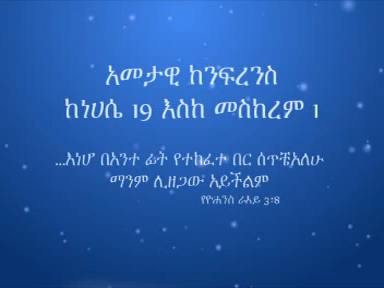 አመታዊ ከንፍረንስ
ከነሀሴ 19 እስከ መስከረም 1
...እነሆ በአንተ ፊት የተከፈተ በር ሰጥቼአለሁ
ማንም ሊዘጋው አይችልም
የዮሐንስ ራእይ 3፡8